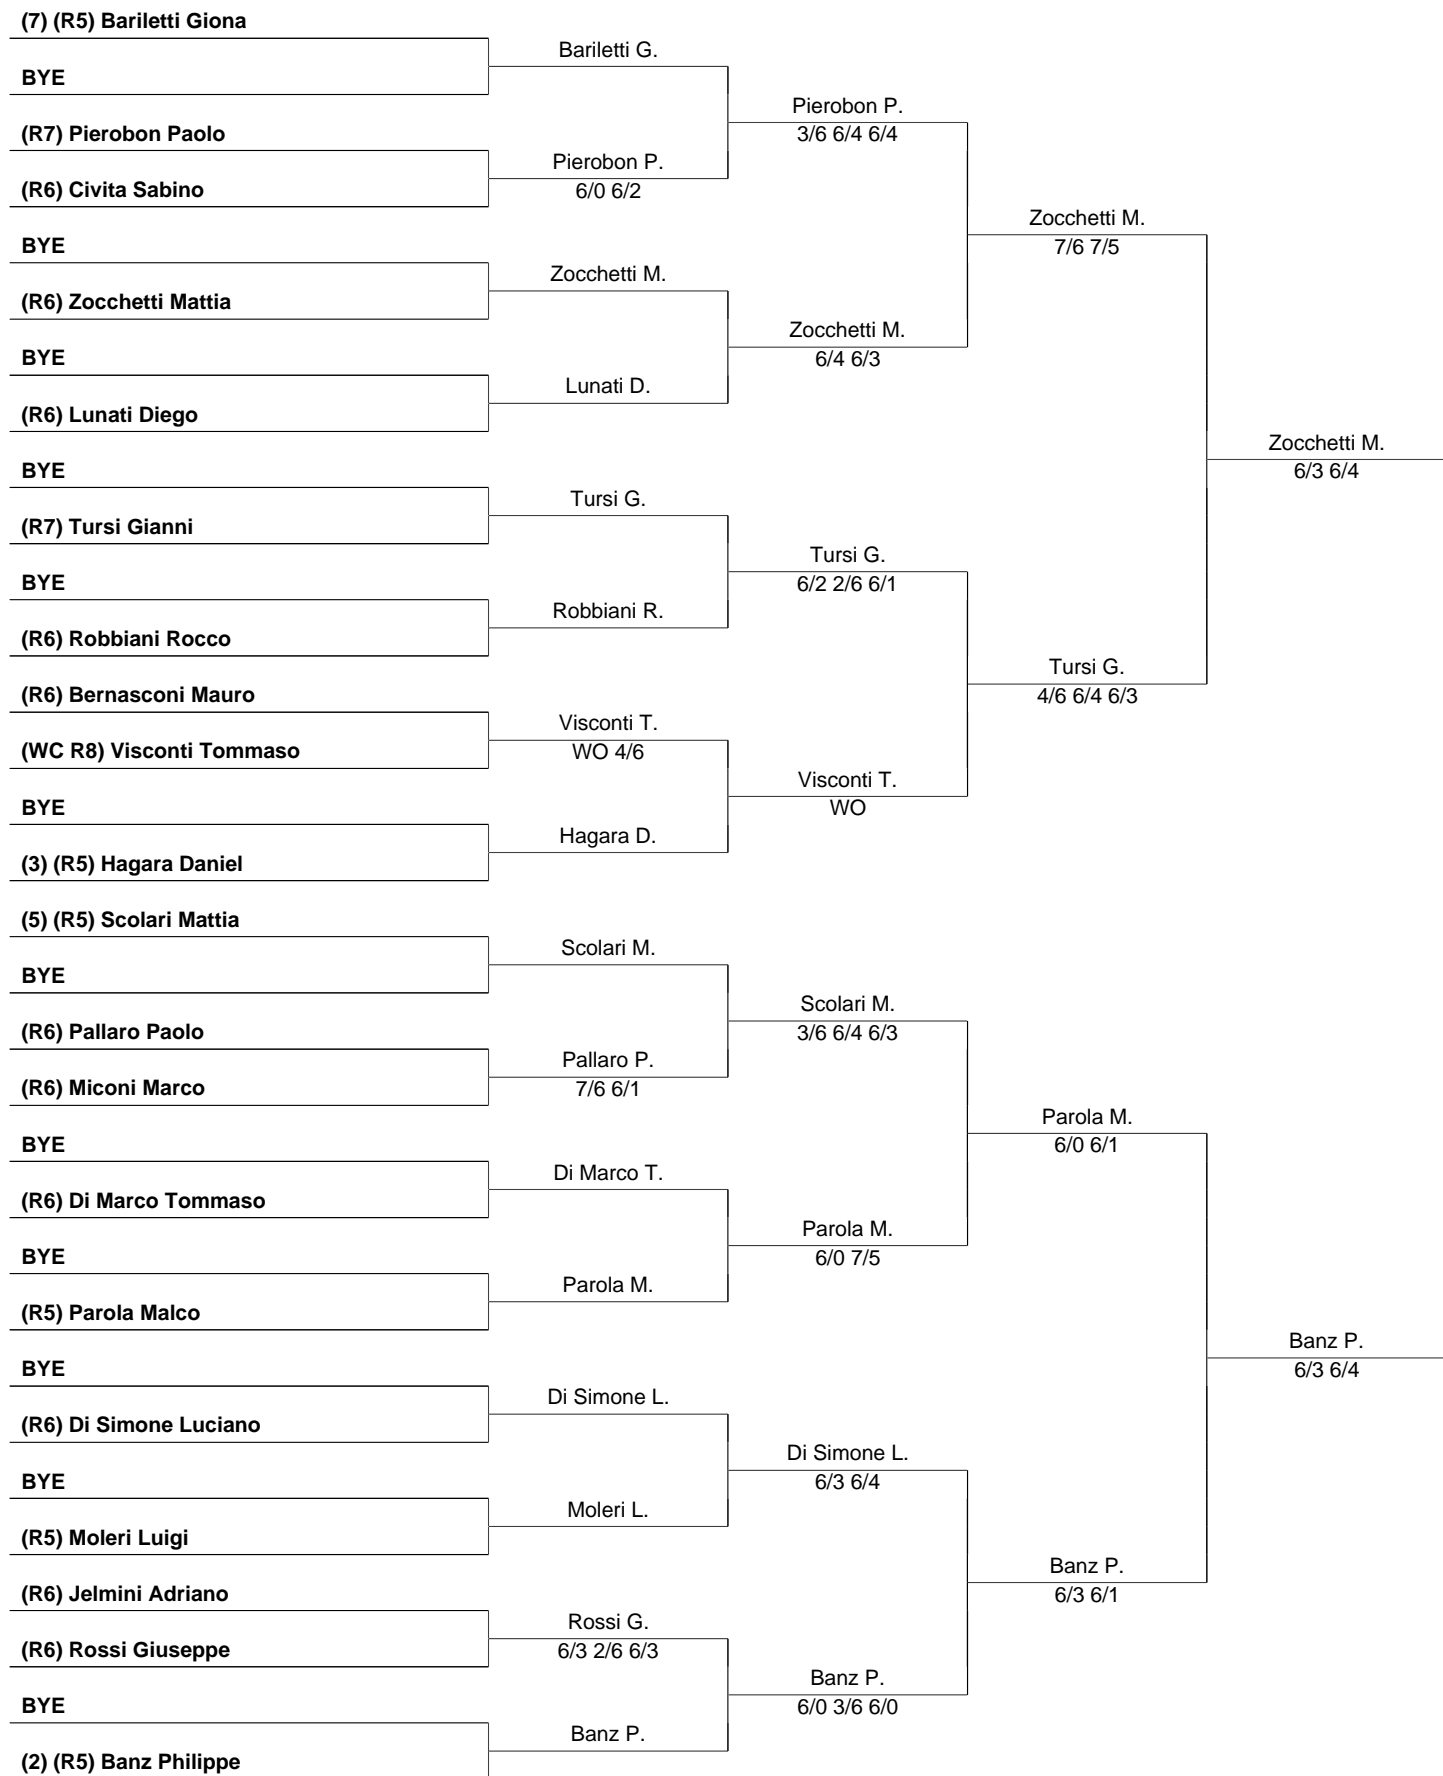 (7) (R5) Bariletti Giona
Bariletti G.
BYE
Pierobon P.
(R7) Pierobon Paolo
3/6 6/4 6/4
Pierobon P.
(R6) Civita Sabino
6/0 6/2
Zocchetti M.
BYE
7/6 7/5
Zocchetti M.
(R6) Zocchetti Mattia
Zocchetti M.
BYE
6/4 6/3
Lunati D.
(R6) Lunati Diego
Zocchetti M.
BYE
6/3 6/4
Tursi G.
(R7) Tursi Gianni
Tursi G.
BYE
6/2 2/6 6/1
Robbiani R.
(R6) Robbiani Rocco
Tursi G.
(R6) Bernasconi Mauro
4/6 6/4 6/3
Visconti T.
(WC R8) Visconti Tommaso
WO 4/6
Visconti T.
BYE
WO
Hagara D.
(3) (R5) Hagara Daniel
(5) (R5) Scolari Mattia
Scolari M.
BYE
Scolari M.
(R6) Pallaro Paolo
3/6 6/4 6/3
Pallaro P.
(R6) Miconi Marco
7/6 6/1
Parola M.
BYE
6/0 6/1
Di Marco T.
(R6) Di Marco Tommaso
Parola M.
BYE
6/0 7/5
Parola M.
(R5) Parola Malco
Banz P.
BYE
6/3 6/4
Di Simone L.
(R6) Di Simone Luciano
Di Simone L.
BYE
6/3 6/4
Moleri L.
(R5) Moleri Luigi
Banz P.
(R6) Jelmini Adriano
6/3 6/1
Rossi G.
(R6) Rossi Giuseppe
6/3 2/6 6/3
Banz P.
BYE
6/0 3/6 6/0
Banz P.
(2) (R5) Banz Philippe